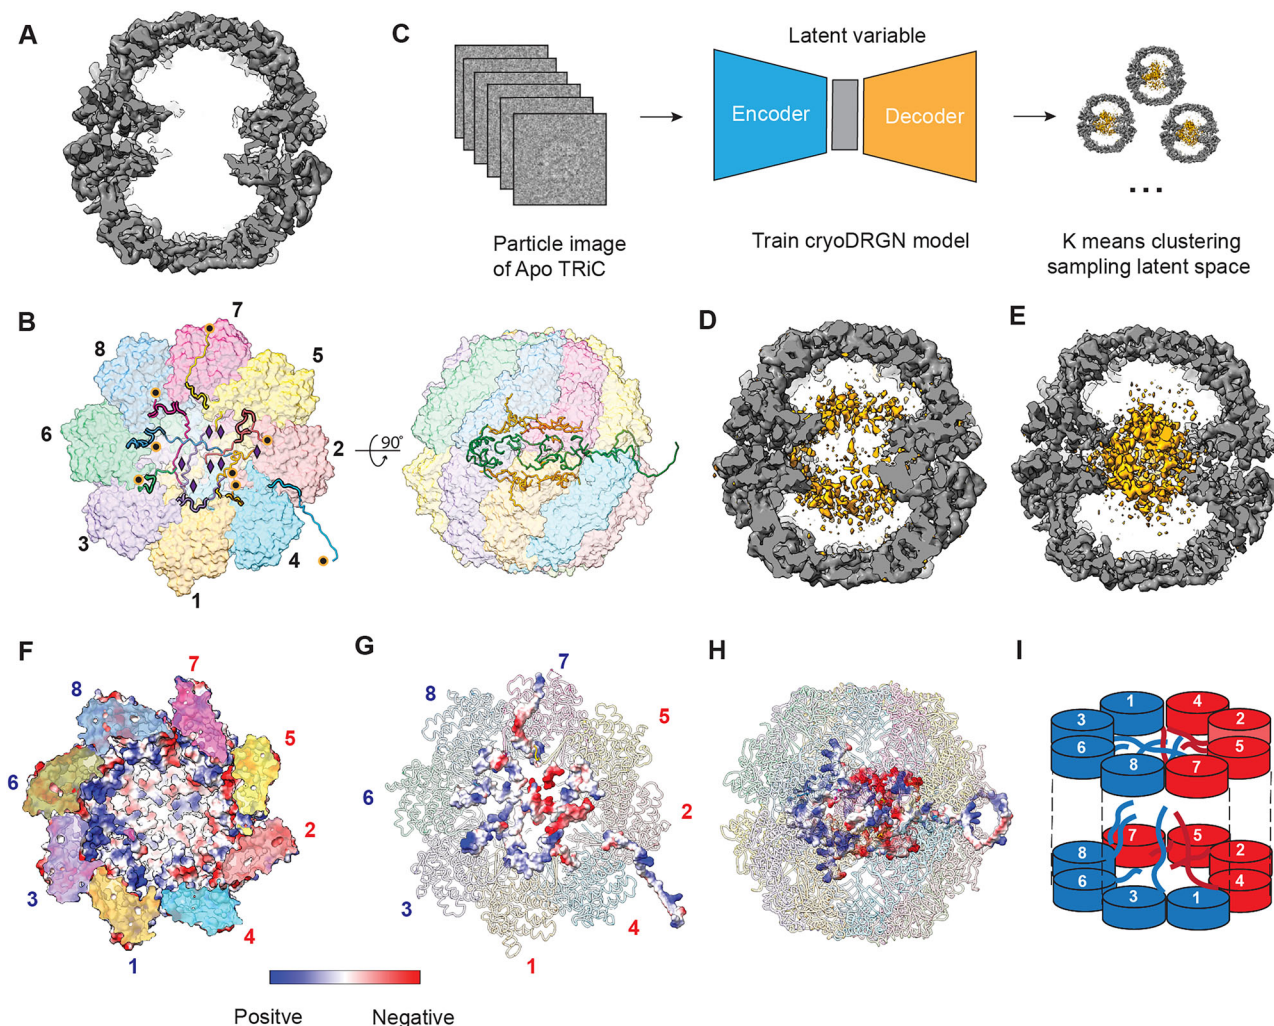 A
C
Latent variable
Encoder
Decoder
...
Particle image
of Apo TRiC
Train cryoDRGN model
K means clustering
sampling latent space
B
7
8
5
6
2
3
4
1
90°
D
E
F
7
8
5
6
2
3
4
1
G
7
8
5
6
2
3
4
1
H
I
1
4
3
2
6
5
8
7
7
5
8
2
6
4
3
1
Positve
Negative